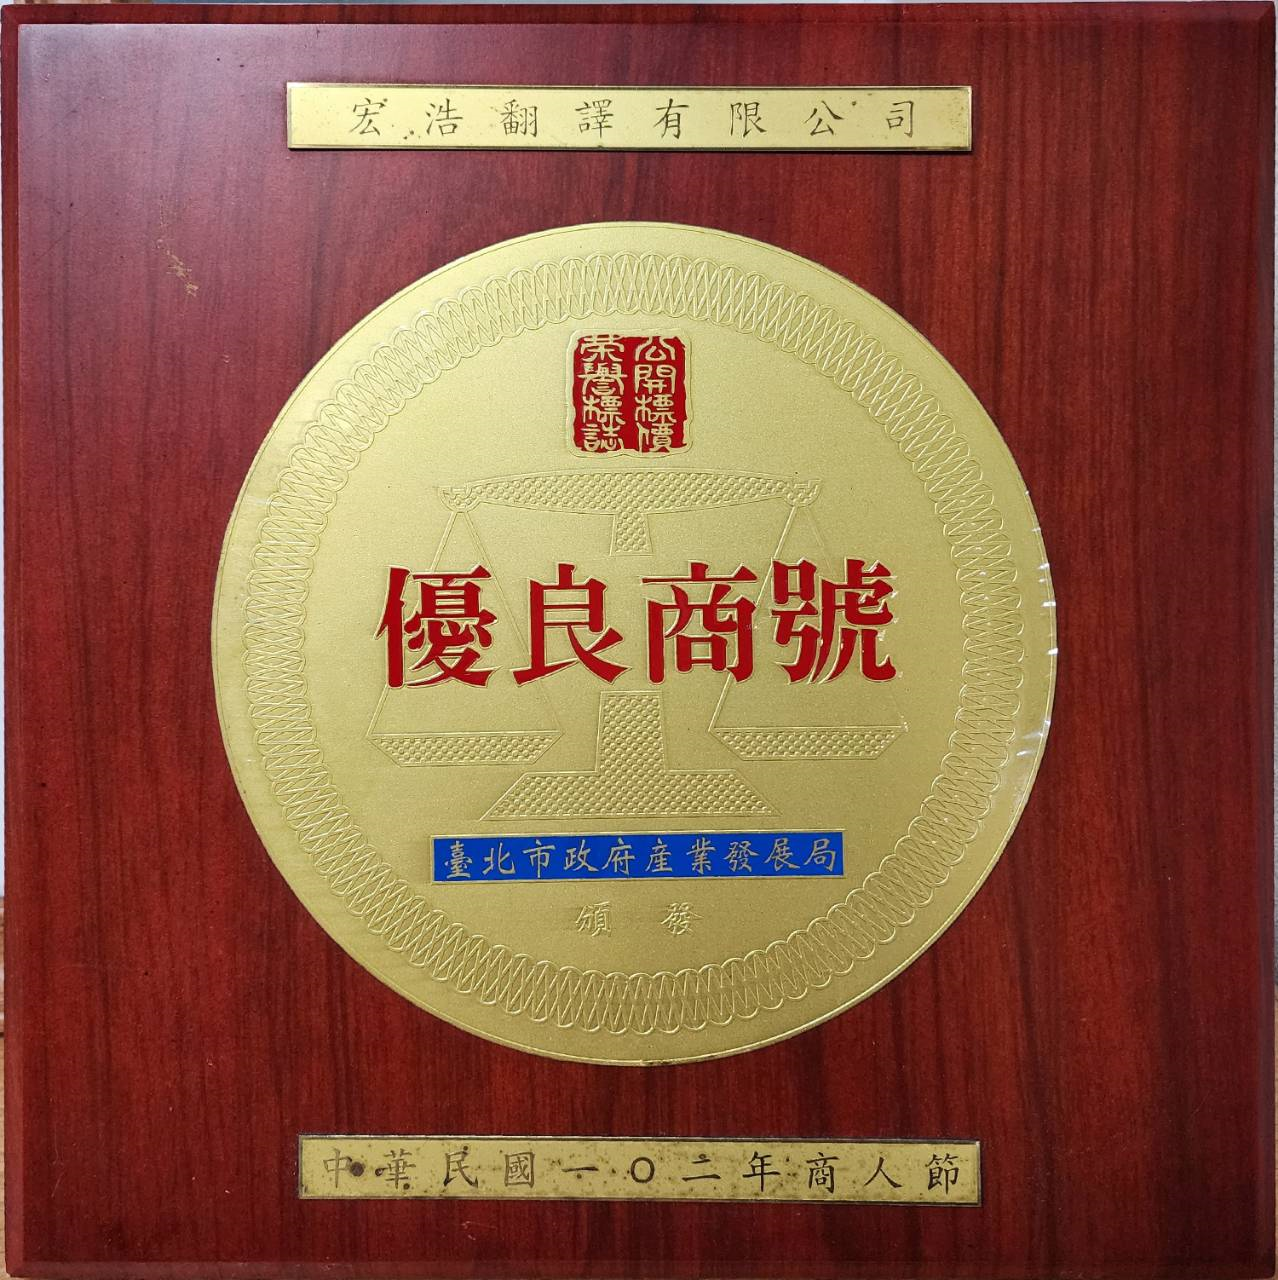 宏浩翻譯有限公司
公開標價
榮譽標誌
優良商號
臺北市政府產業發展局
頒發
中華民國一〇二年商人節